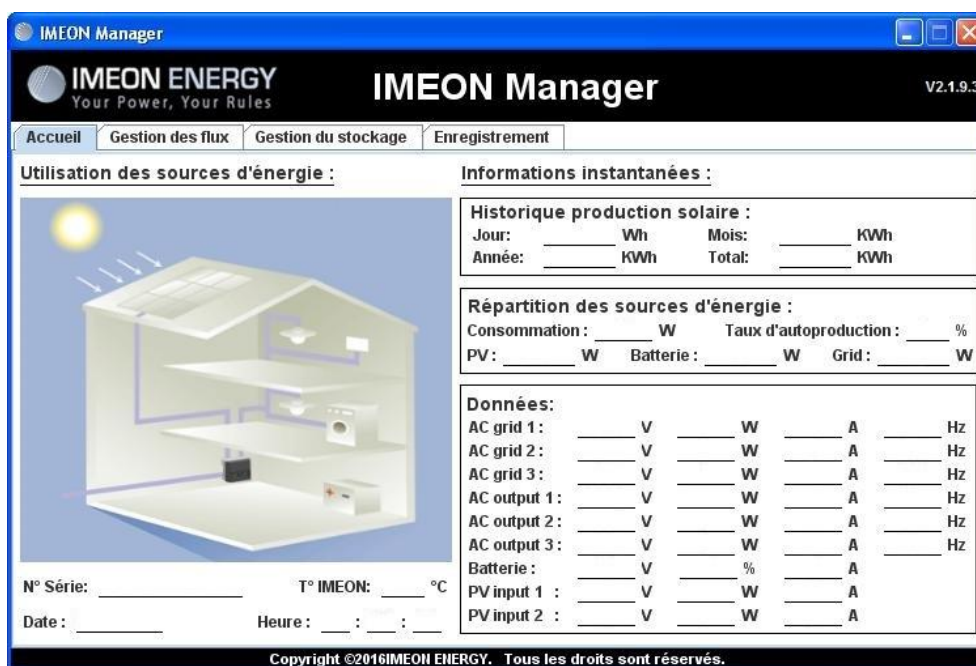 IMEON Manager
IMEON ENERGY
Your Power, Your Rules
IMEON Manager
V2.1.9.3
Accueil Gestion des flux Gestion du stockage Enregistrement
Utilisation des sources d'énergie :
N° Série: T° IMEON: °C
Date : Heure : : :
Informations instantanées :
Historique production solaire :
Jour: Wh Mois: KWh
Année: KWh Total: KWh
Répartition des sources d'énergie :
Consommation : W Taux d'autoproduction : %
PV : W Batterie : W Grid : W
Données:
AC grid 1 : V W A Hz
AC grid 2 : V W A Hz
AC grid 3 : V W A Hz
AC output 1 : V W A Hz
AC output 2 : V W A Hz
AC output 3 : V W A Hz
Batterie : V % A
PV input 1 : V W A
PV input 2 : V W A
Copyright ©2016IMEON ENERGY. Tous les droits sont réservés.